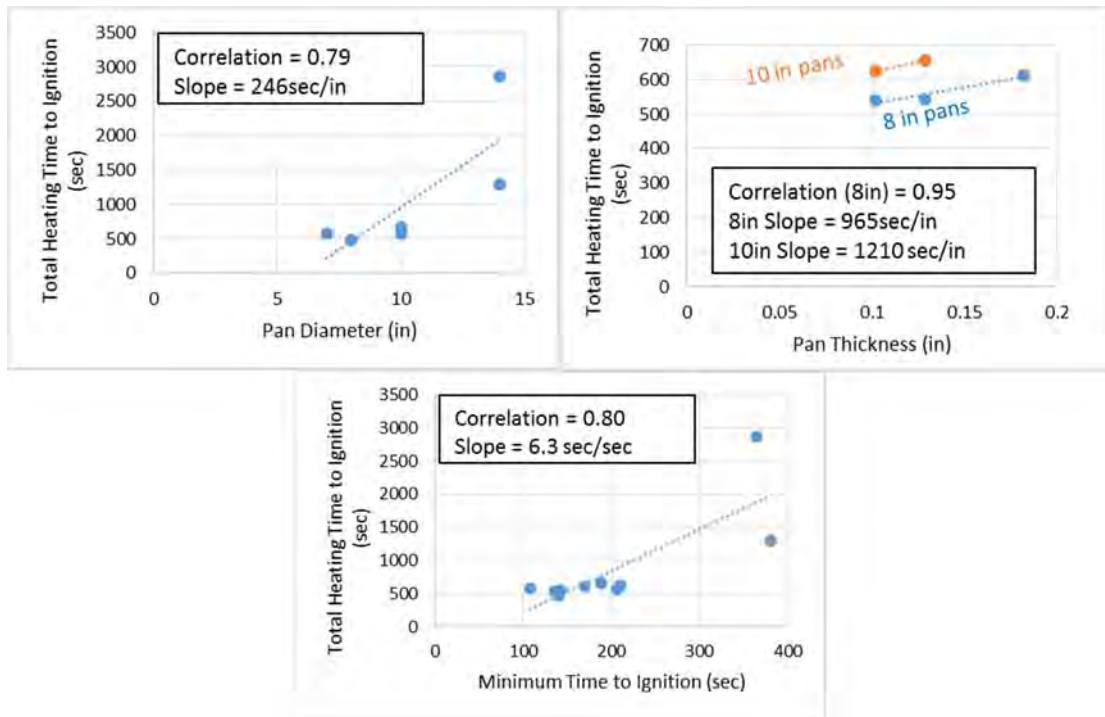 Total Heating Time to Ignition
(sec)
3500
3000
2500
2000
1500
1000
500
0
Correlation = 0.79
Slope = 246sec/in
0
5
10
15
Pan Diameter (in)
Total Heating Time to Ignition
(sec)
700
600
500
400
300
200
100
0
10 in pans
8 in pans
Correlation (8in) = 0.95
8in Slope = 965sec/in
10in Slope = 1210 sec/in
0
0.05
0.1
0.15
0.2
Pan Thickness (in)
Total Heating Time to Ignition
(sec)
3500
3000
2500
2000
1500
1000
500
0
Correlation = 0.80
Slope = 6.3 sec/sec
0
100
200
300
400
Minimum Time to Ignition (sec)